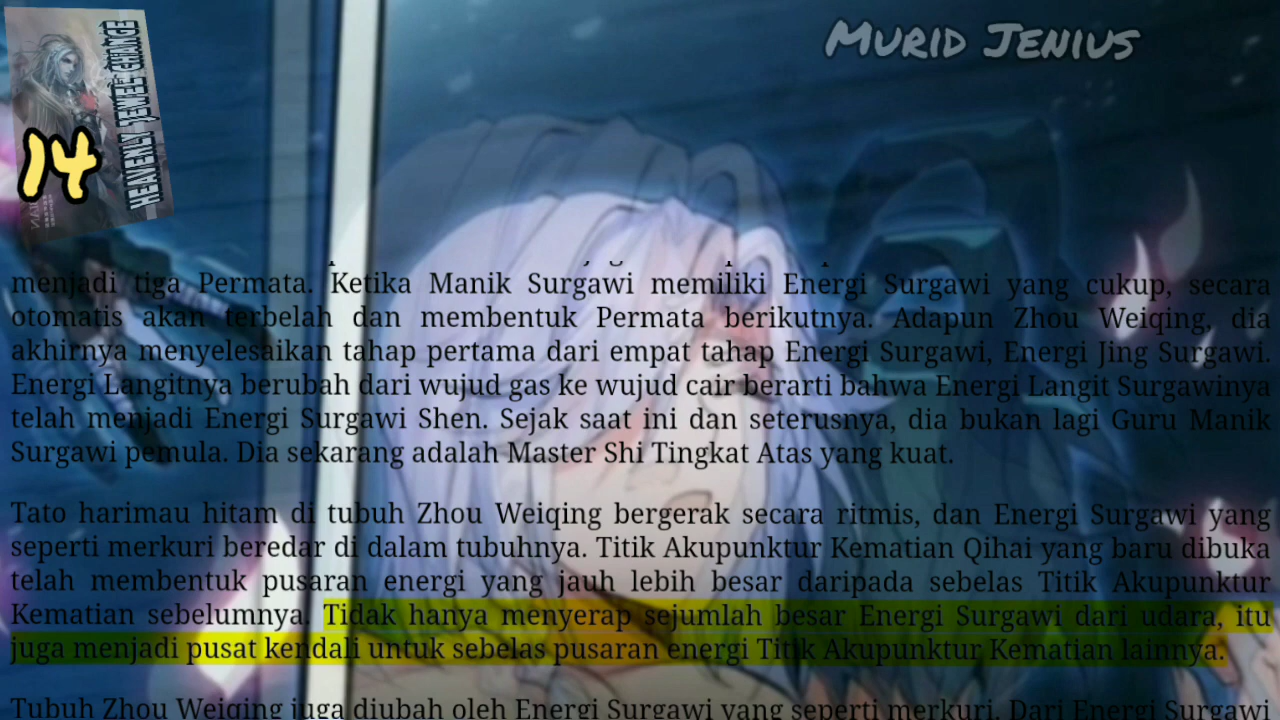 MURID JENIUS
HEAVENLY JEWEL CHANGE
14
menjadi tiga Permata. Ketika Manik Surgawi memiliki Energi Surgawi yang cukup, secara
otomatis akan terbelah dan membentuk Permata berikutnya. Adapun Zhou Weiqing, dia
akhirnya menyelesaikan tahap pertama dari empat tahap Energi Surgawi, Energi Jing Surgawi.
Energi Langitnya berubah dari wujud gas ke wujud cair berarti bahwa Energi Langit Surgawinya
telah menjadi Energi Surgawi Shen. Sejak saat ini dan seterusnya, dia bukan lagi Guru Manik
Surgawi pemula. Dia sekarang adalah Master Shi Tingkat Atas yang kuat.
Tato harimau hitam di tubuh Zhou Weiqing bergerak secara ritmis, dan Energi Surgawi yang
seperti merkuri beredar di dalam tubuhnya. Titik Akupunktur Kematian Qihai yang baru dibuka
telah membentuk pusaran energi yang jauh lebih besar daripada sebelas Titik Akupunktur
Kematian sebelumnya. Tidak hanya menyerap sejumlah besar Energi Surgawi dari udara, itu
juga menjadi pusat kendali untuk sebelas pusaran energi Titik Akupunktur Kematian lainnya.
Tubuh Zhou Weiqing juga diubah oleh Energi Surgawi yang seperti merkuri. Dari Energi Surgawi